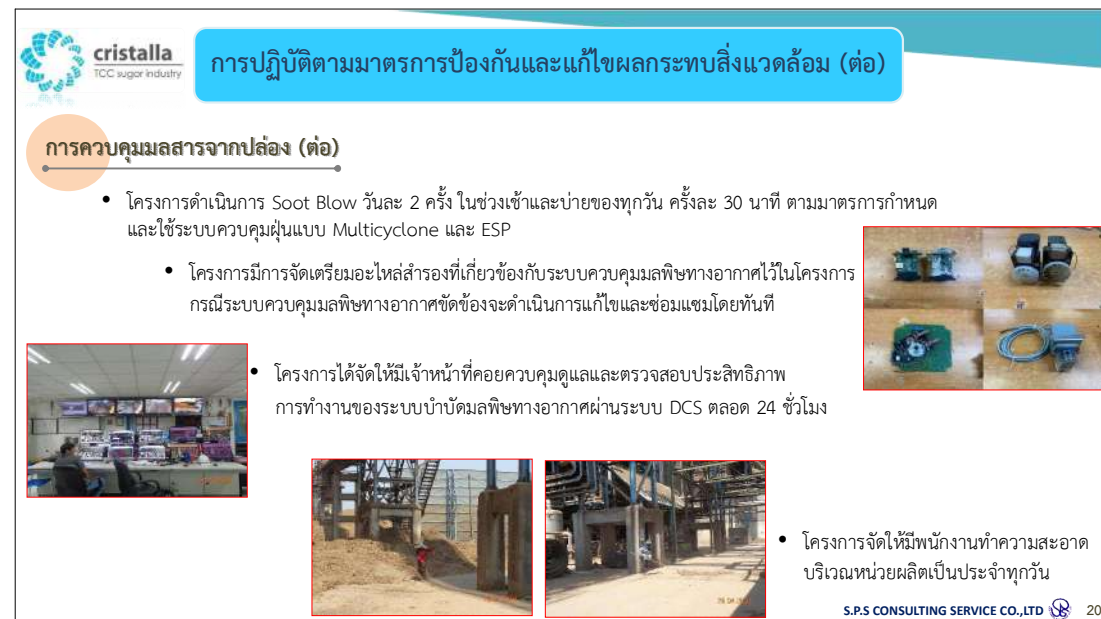 cristalla
TCC sugar industry
การปฏิบัติตามมาตรการป้องกันและแก้ไขผลกระทบสิ่งแวดล้อม (ต่อ)
การควบคุมมลสารจากปล่อง (ต่อ)
• โครงการดำเนินการ Soot Blow วันละ 2 ครั้ง ในช่วงเช้าและบ่ายของทุกวัน ครั้งละ 30 นาที ตามมาตรการกำหนด
และใช้ระบบควบคุมฝุ่นแบบ Multicyclone และ ESP
• โครงการมีการจัดเตรียมอะไหล่สำรองที่เกี่ยวข้องกับระบบควบคุมมลพิษทางอากาศไว้ในโครงการ
กรณีระบบควบคุมมลพิษทางอากาศขัดข้องจะดำเนินการแก้ไขและซ่อมแซมโดยทันที
• โครงการได้จัดให้มีเจ้าหน้าที่คอยควบคุมดูแลและตรวจสอบประสิทธิภาพ
การทำงานของระบบบำบัดมลพิษทางอากาศผ่านระบบ DCS ตลอด 24 ชั่วโมง
• โครงการจัดให้มีพนักงานทำความสะอาด
บริเวณหน่วยผลิตเป็นประจำทุกวัน
S.P.S CONSULTING SERVICE CO.,LTD 20